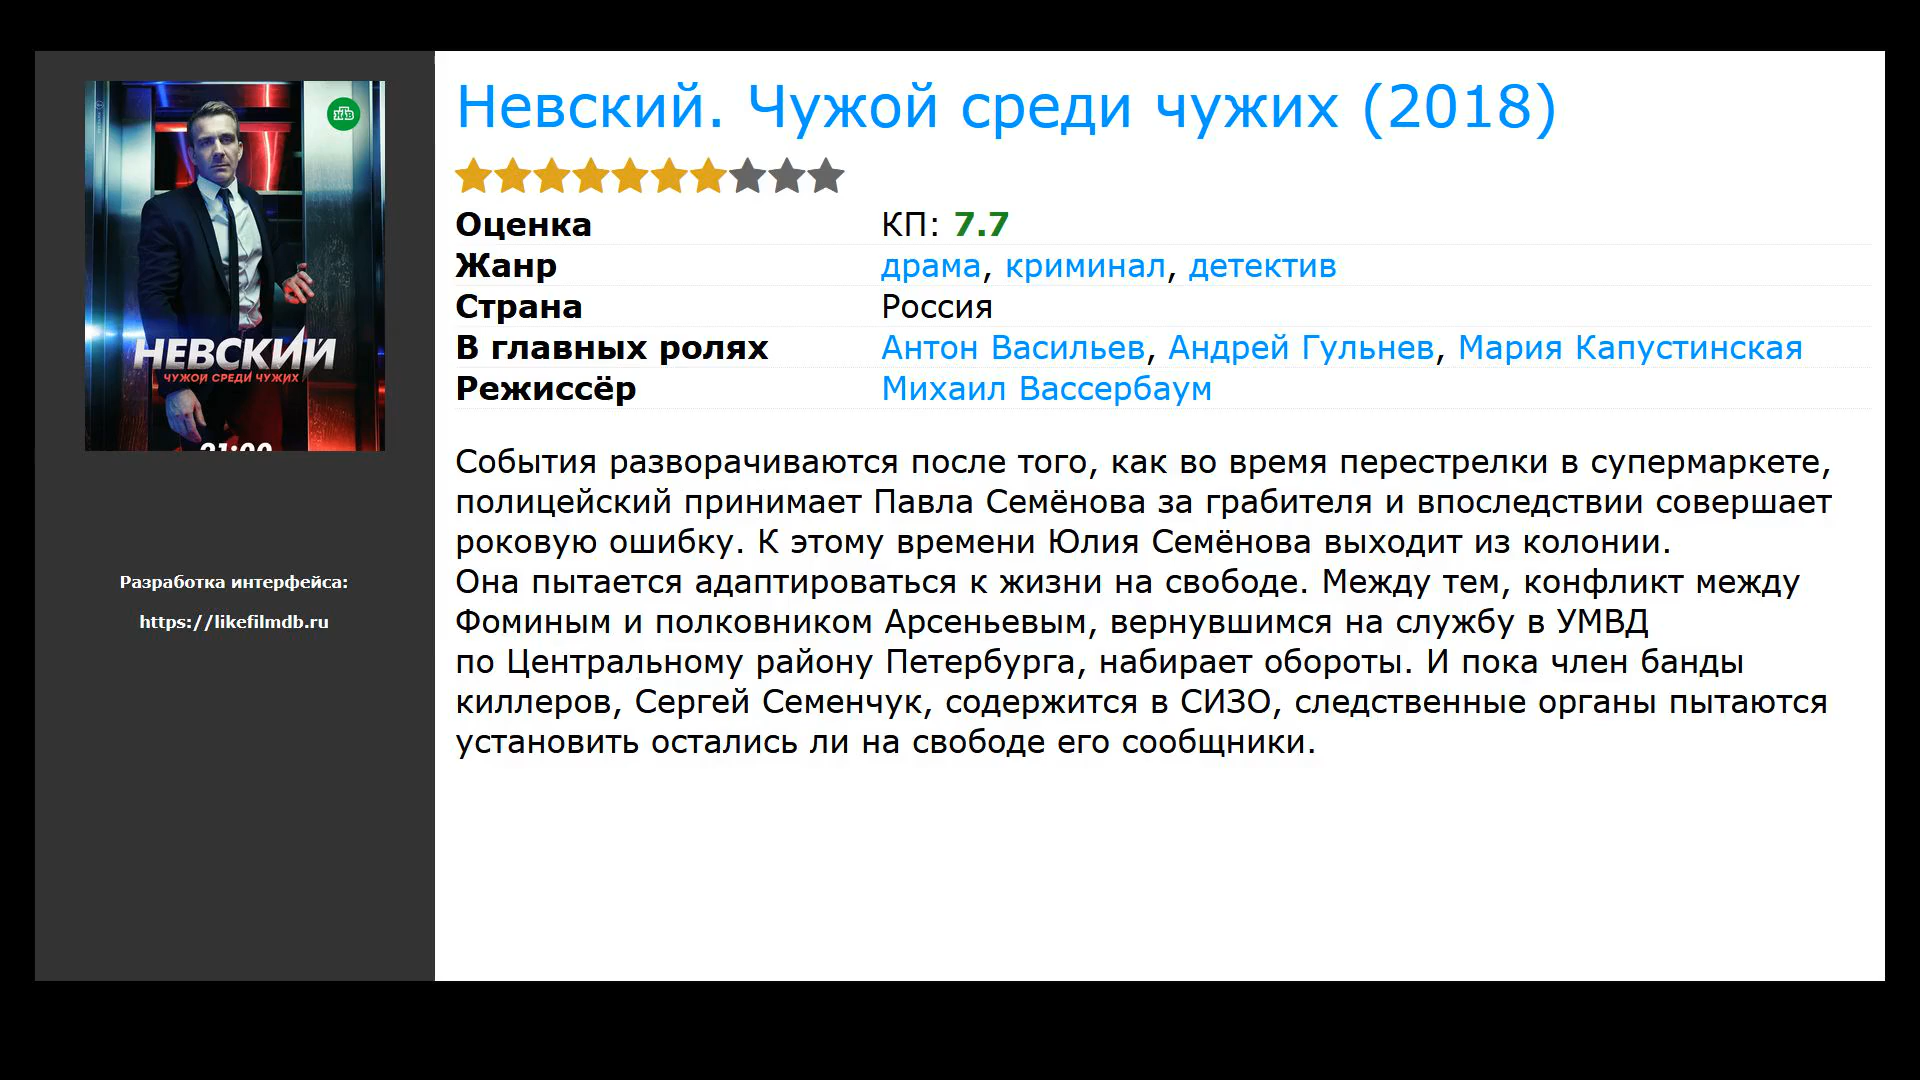 Невский. Чужой среди чужих (2018)
Оценка КП: 7.7
Жанр драма, криминал, детектив
Страна Россия
В главных ролях Антон Васильев, Андрей Гульнев, Мария Капустинская
Режиссёр Михаил Вассербаум
События разворачиваются после того, как во время перестрелки в супермаркете,
полицейский принимает Павла Семёнова за грабителя и впоследствии совершает
роковую ошибку. К этому времени Юлия Семёнова выходит из колонии.
Она пытается адаптироваться к жизни на свободе. Между тем, конфликт между
Фоминым и полковником Арсеньевым, вернувшимся на службу в УМВД
по Центральному району Петербурга, набирает обороты. И пока член банды
киллеров, Сергей Семенчук, содержится в СИЗО, следственные органы пытаются
установить остались ли на свободе его сообщники.
НТВ
НЕВСКИЙ
ЧУЖОЙ СРЕДИ ЧУЖИХ
21:00
Разработка интерфейса:
https://likefilmdb.ru